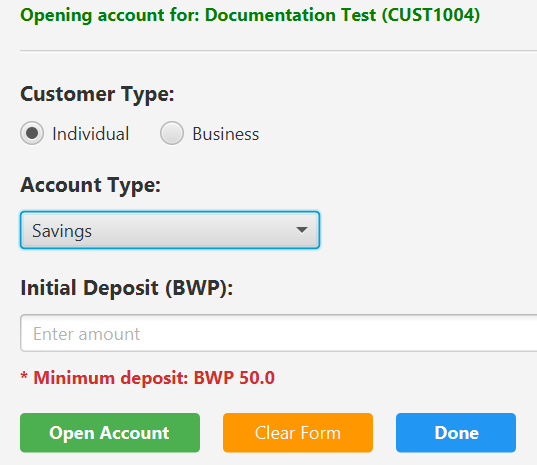 Opening account for: Documentation Test (CUST1004)
Customer Type:
Individual Business
Account Type:
Savings
Initial Deposit (BWP):
Enter amount
* Minimum deposit: BWP 50.0
Open Account Clear Form Done